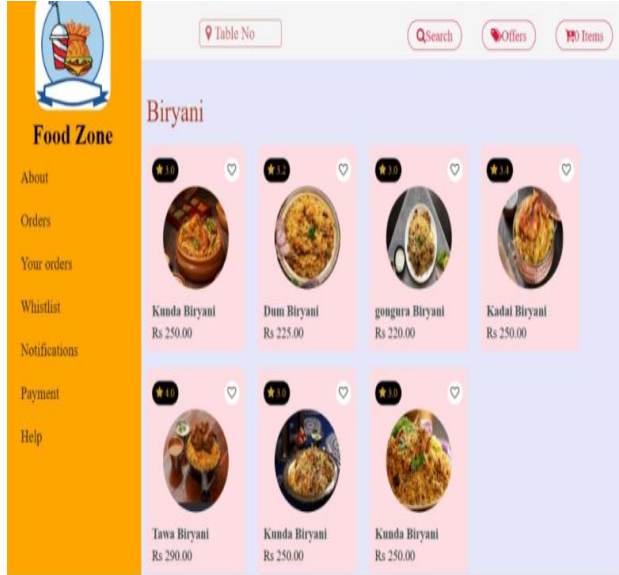 Table No
Search
Offers
0 Items
Food Zone
About
Orders
Your orders
Whistlist
Notifications
Payment
Help
Biryani
3.0
3.2
3.0
3.4
Kunda Biryani
Dum Biryani
gongura Biryani
Kadai Biryani
Rs 250.00
Rs 225.00
Rs 220.00
Rs 250.00
4.0
3.0
3.0
Tawa Biryani
Kunda Biryani
Kunda Biryani
Rs 290.00
Rs 250.00
Rs 250.00